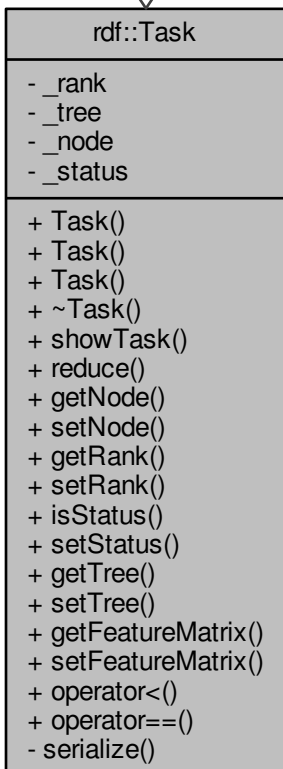 rdf::Task
- _rank
- _tree
- _node
- _status
+ Task()
+ Task()
+ Task()
+ ~Task()
+ showTask()
+ reduce()
+ getNode()
+ setNode()
+ getRank()
+ setRank()
+ isStatus()
+ setStatus()
+ getTree()
+ setTree()
+ getFeatureMatrix()
+ setFeatureMatrix()
+ operator<()
+ operator==()
- serialize()